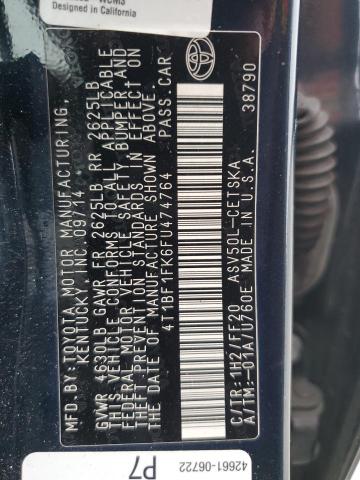 WCMS
Designed in California
MFD. BY: TOYOTA MOTOR MANUFACTURING,
KENTUCKY, INC. 09/14
GVWR 4630LB GAWR FR 2625LB RR 2625LB
THIS VEHICLE CONFORMS TO ALL APPLICABLE
FEDERAL MOTOR VEHICLE SAFETY, BUMPER, AND
THEFT PREVENTION STANDARDS IN EFFECT ON
THE DATE OF MANUFACTURE SHOWN ABOVE.
4T1BF1FK6FU474764 PASS.CAR
C/TR: 1H2/FF20 ASV50L-CETSKA
A/TM: -01A/U760E MADE IN U.S.A. 38790
42661-06722
P7